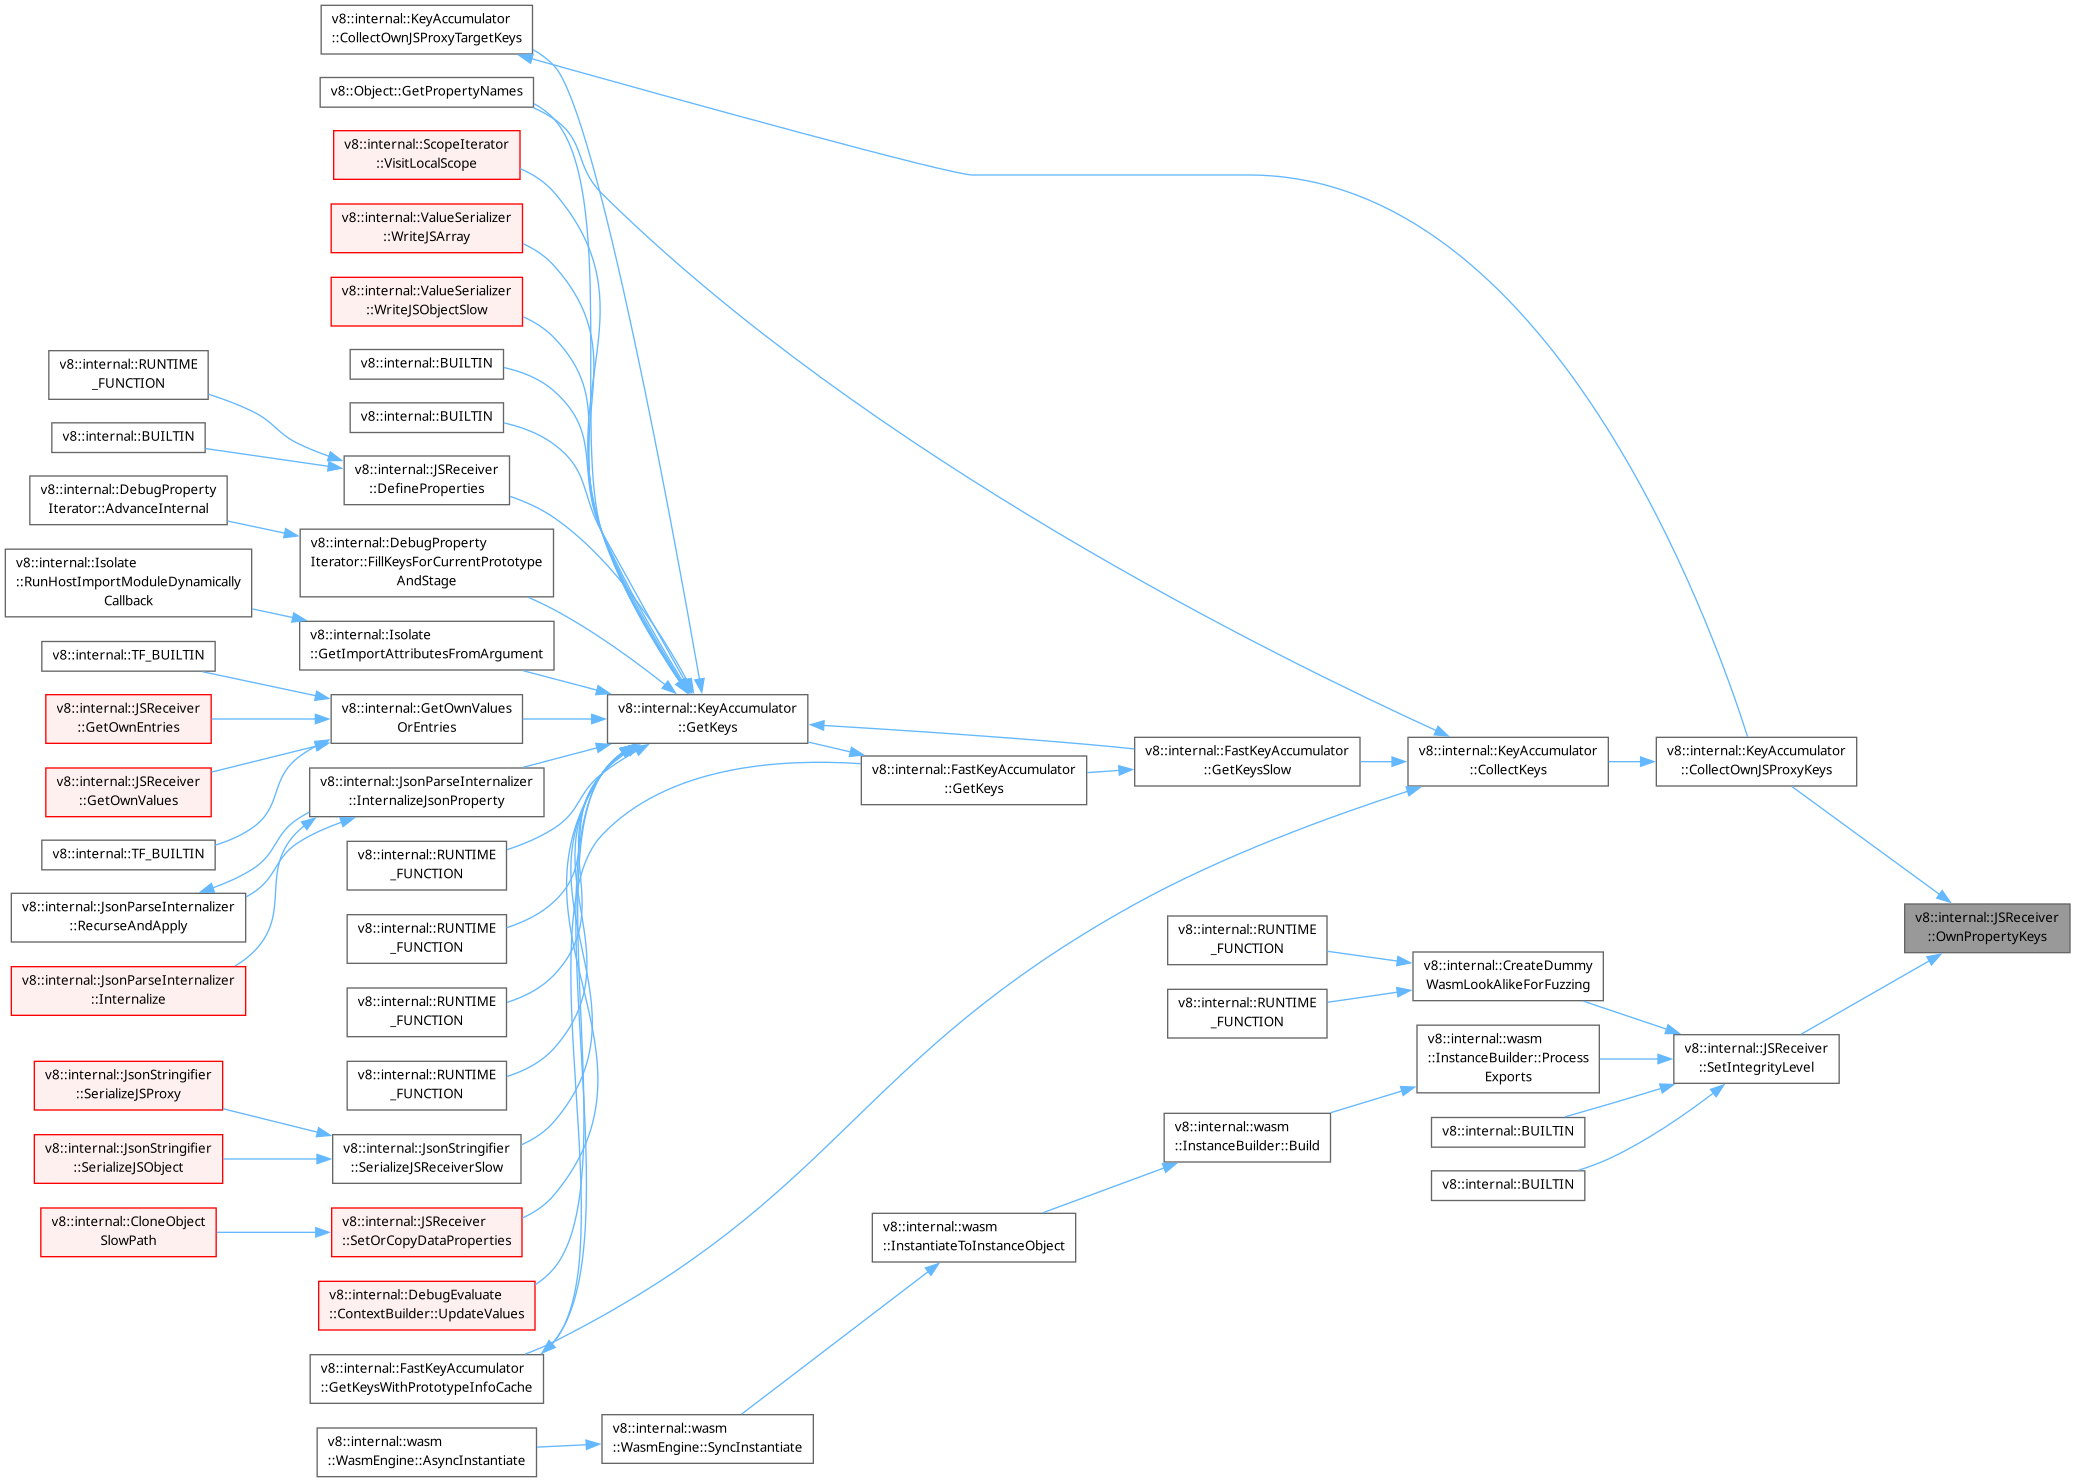 v8::internal::KeyAccumulator
::CollectOwnJSProxyTargetKeys
v8::Object::GetPropertyNames
v8::internal::ScopeIterator
::VisitLocalScope
v8::internal::ValueSerializer
::WriteJSArray
v8::internal::ValueSerializer
::WriteJSObjectSlow
v8::internal::BUILTIN
v8::internal::BUILTIN
v8::internal::JSReceiver
::DefineProperties
v8::internal::RUNTIME
_FUNCTION
v8::internal::BUILTIN
v8::internal::DebugProperty
Iterator::AdvanceInternal
v8::internal::DebugProperty
Iterator::FillKeysForCurrentPrototype
AndStage
v8::internal::Isolate
::RunHostImportModuleDynamically
Callback
v8::internal::Isolate
::GetImportAttributesFromArgument
v8::internal::TF_BUILTIN
v8::internal::JSReceiver
::GetOwnEntries
v8::internal::GetOwnValues
OrEntries
v8::internal::JSReceiver
::GetOwnValues
v8::internal::TF_BUILTIN
v8::internal::JsonParseInternalizer
::InternalizeJsonProperty
v8::internal::JsonParseInternalizer
::RecurseAndApply
v8::internal::JsonParseInternalizer
::Internalize
v8::internal::RUNTIME
_FUNCTION
v8::internal::RUNTIME
_FUNCTION
v8::internal::RUNTIME
_FUNCTION
v8::internal::RUNTIME
_FUNCTION
v8::internal::JsonStringifier
::SerializeJSProxy
v8::internal::JsonStringifier
::SerializeJSObject
v8::internal::JsonStringifier
::SerializeJSReceiverSlow
v8::internal::CloneObject
SlowPath
v8::internal::JSReceiver
::SetOrCopyDataProperties
v8::internal::DebugEvaluate
::ContextBuilder::UpdateValues
v8::internal::FastKeyAccumulator
::GetKeysWithPrototypeInfoCache
v8::internal::wasm
::WasmEngine::AsyncInstantiate
v8::internal::KeyAccumulator
::GetKeys
v8::internal::wasm
::WasmEngine::SyncInstantiate
v8::internal::FastKeyAccumulator
::GetKeys
v8::internal::wasm
::InstantiateToInstanceObject
v8::internal::FastKeyAccumulator
::GetKeysSlow
v8::internal::RUNTIME
_FUNCTION
v8::internal::RUNTIME
_FUNCTION
v8::internal::wasm
::InstanceBuilder::Build
v8::internal::KeyAccumulator
::CollectKeys
v8::internal::CreateDummy
WasmLookAlikeForFuzzing
v8::internal::wasm
::InstanceBuilder::Process
Exports
v8::internal::BUILTIN
v8::internal::BUILTIN
v8::internal::KeyAccumulator
::CollectOwnJSProxyKeys
v8::internal::JSReceiver
::SetIntegrityLevel
v8::internal::JSReceiver
::OwnPropertyKeys